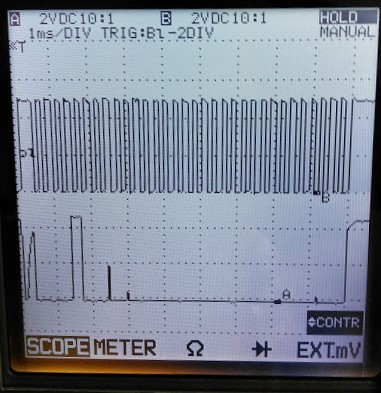 A 2VDC10:1 B 2VDC10:1 HOLD
1ms/DIV TRIG:B↑-2DIV MANUAL
T
B
A
◆CONTR
SCOPE METER Ω EXT.mV